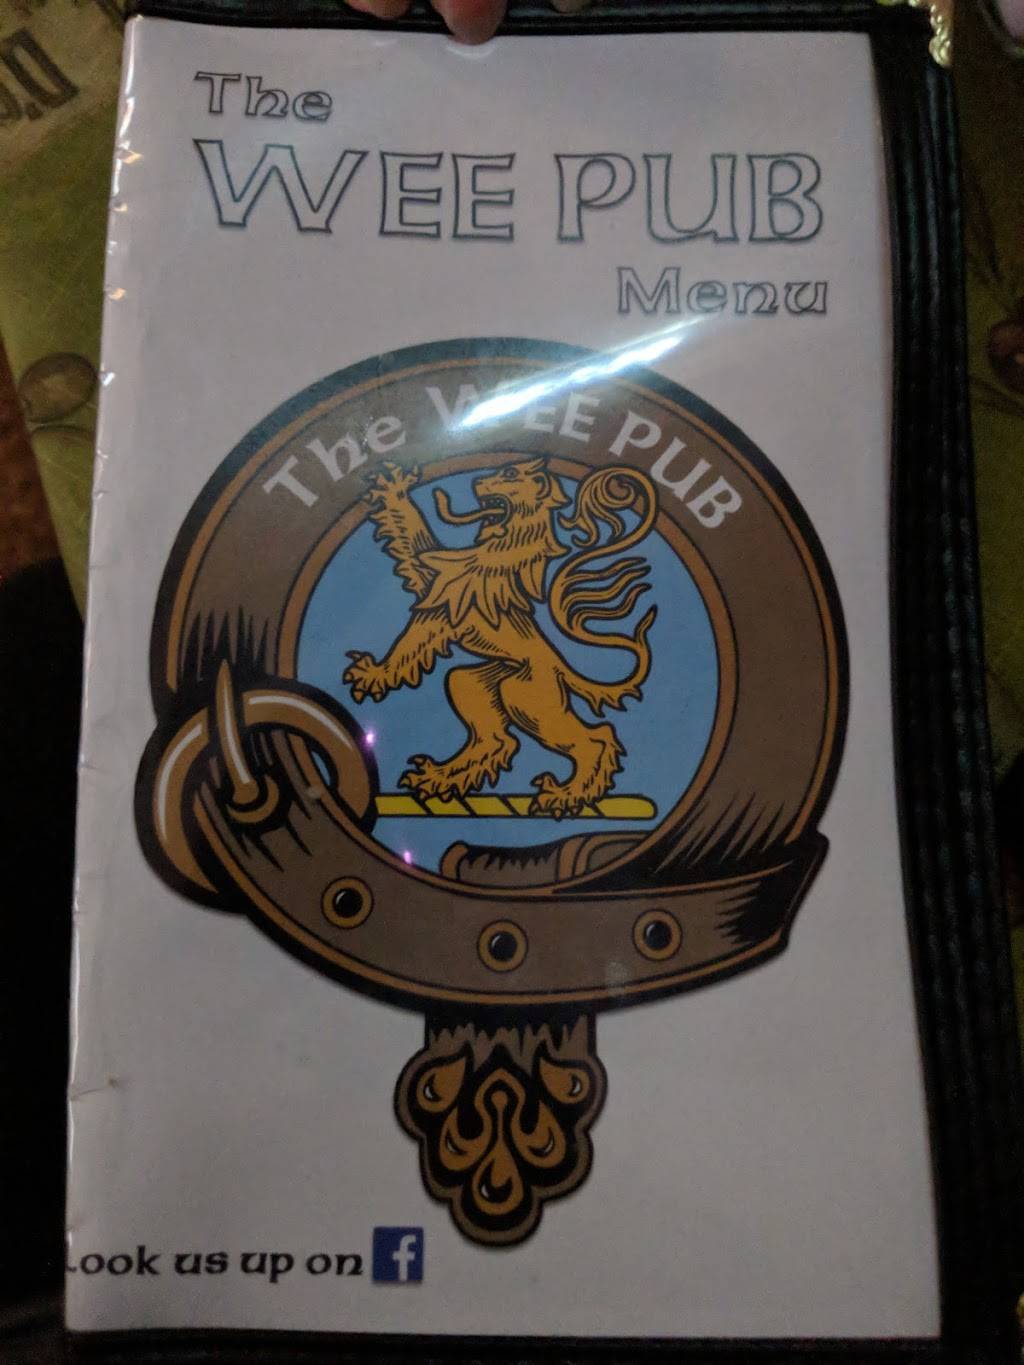 The
WEE PUB
Menu
The WEE PUB
Look us up on f